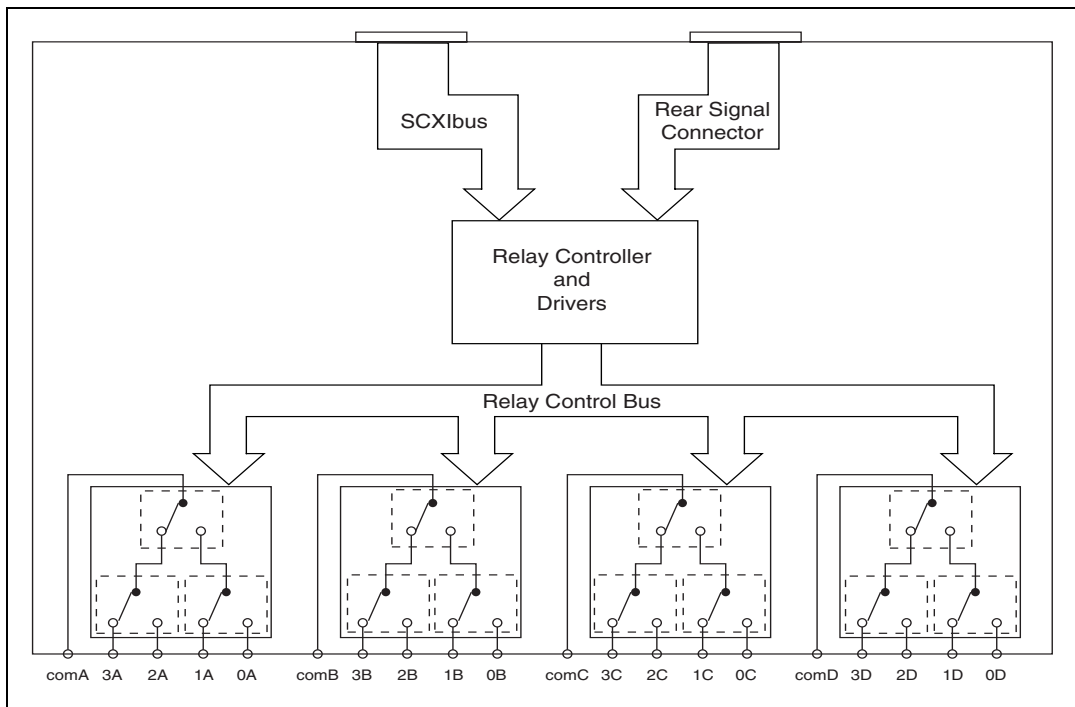 SCXIbus
Rear Signal
Connector
Relay Controller
and
Drivers
Relay Control Bus
comA 3A 2A 1A 0A comB 3B 2B 1B 0B comC 3C 2C 1C 0C comD 3D 2D 1D 0D